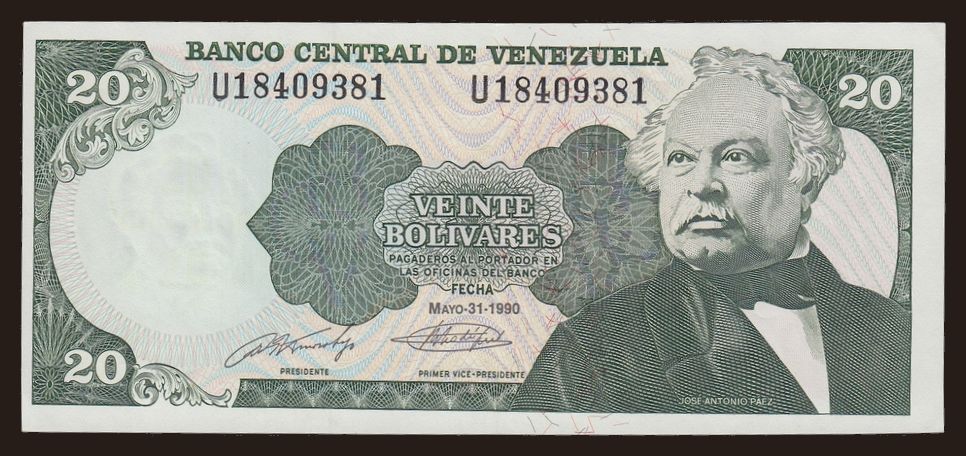 BANCO CENTRAL DE VENEZUELA
20 20
U18409381 U18409381
VEINTE
BOLIVARES
PAGADEROS AL PORTADOR EN
LAS OFICINAS DEL BANCO
FECHA
MAYO-31-1990
PRESIDENTE PRIMER VICE-PRESIDENTE
20
JOSE ANTONIO PAEZ